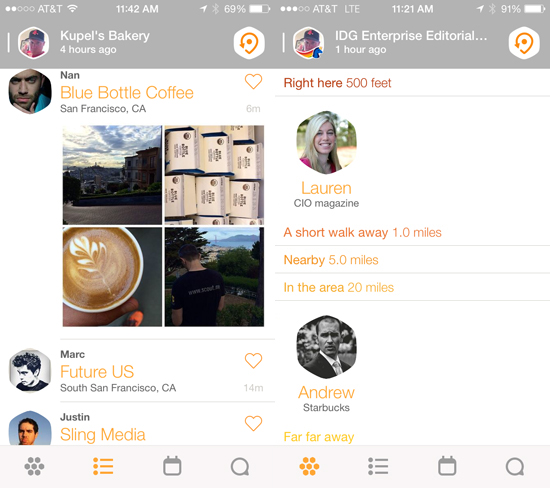 AT&T 11:42 AM 69%
Kupel's Bakery
4 hours ago
Nan
Blue Bottle Coffee
San Francisco, CA 6m
Marc
Future US
South San Francisco, CA 14m
Justin
Sling Media
AT&T LTE 11:21 AM 91%
IDG Enterprise Editorial...
1 hour ago
Right here 500 feet
Lauren
CIO magazine
A short walk away 1.0 miles
Nearby 5.0 miles
In the area 20 miles
Andrew
Starbucks
Far far away